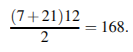 (7+21)12
2
= 168.